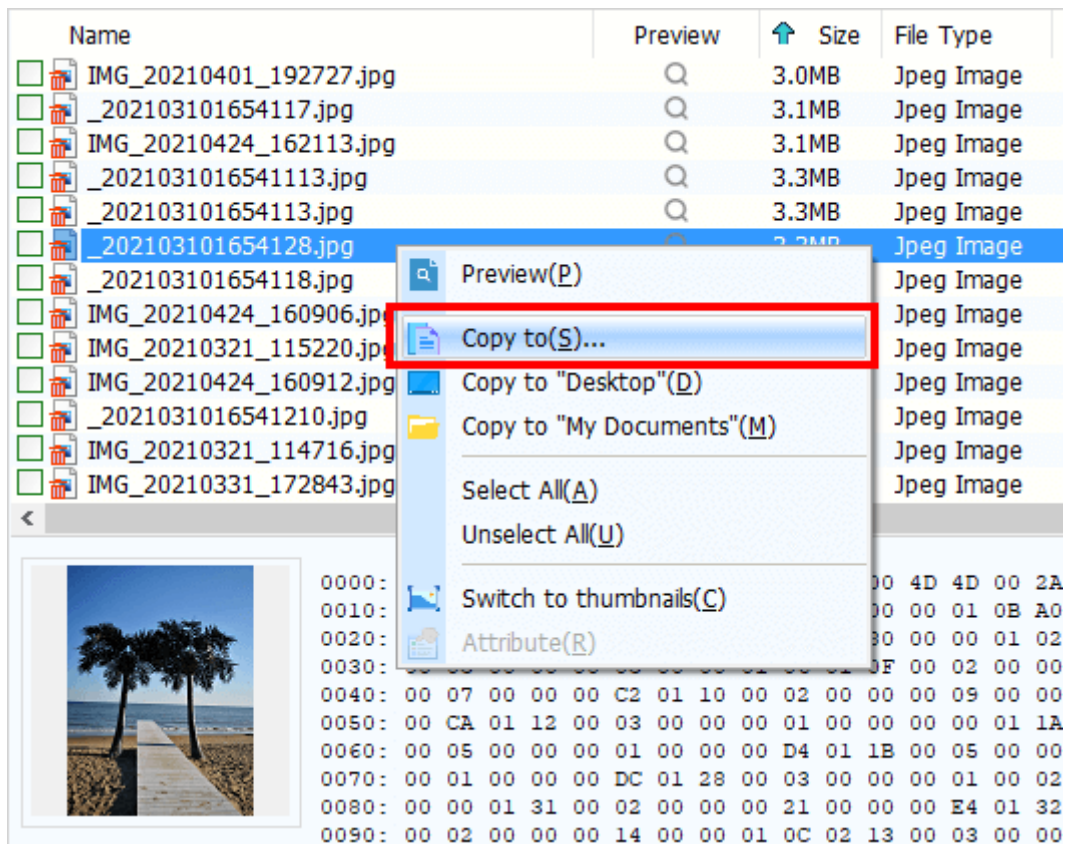 Name Preview Size File Type
IMG_20210401_192727.jpg 3.0MB Jpeg Image
_202103101654117.jpg 3.1MB Jpeg Image
IMG_20210424_162113.jpg 3.1MB Jpeg Image
_2021031016541113.jpg 3.3MB Jpeg Image
_202103101654113.jpg 3.3MB Jpeg Image
_202103101654128.jpg Jpeg Image
_202103101654118.jpg Jpeg Image
IMG_20210424_160906.jpg Jpeg Image
IMG_20210321_115220.jpg Jpeg Image
IMG_20210424_160912.jpg Jpeg Image
_2021031016541210.jpg Jpeg Image
IMG_20210321_114716.jpg Jpeg Image
IMG_20210331_172843.jpg Jpeg Image
Preview(P)
Copy to(S)...
Copy to "Desktop"(D)
Copy to "My Documents"(M)
Select All(A)
Unselect All(U)
Switch to thumbnails(C)
Attribute(R)
0000: 4D 4D 00 2A
0010: 00 01 0B A0
0020: 00 00 01 02
0030: 00 02 00 00
0040: 00 07 00 00 00 C2 01 10 00 02 00 00 00 09 00 00
0050: 00 CA 01 12 00 03 00 00 00 01 00 00 00 00 01 1A
0060: 00 05 00 00 00 01 00 00 00 D4 01 1B 00 05 00 00
0070: 00 01 00 00 00 DC 01 28 00 03 00 00 00 01 00 02
0080: 00 00 01 31 00 02 00 00 00 21 00 00 00 E4 01 32
0090: 00 02 00 00 00 14 00 00 01 0C 02 13 00 03 00 00